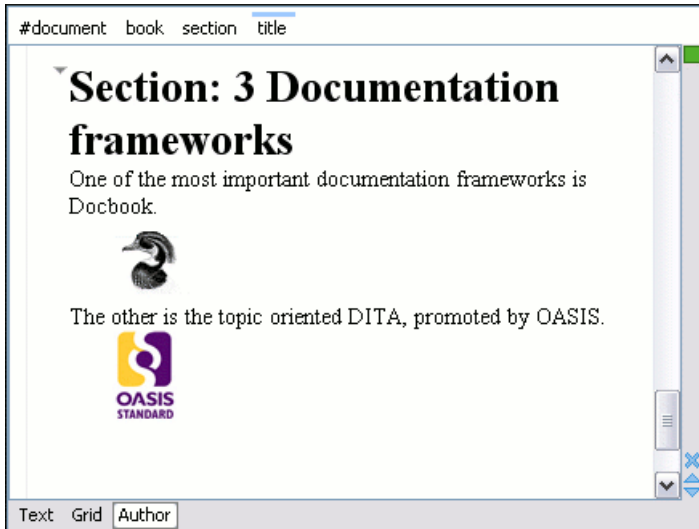 #document book section title
Section: 3 Documentation
frameworks
One of the most important documentation frameworks is
Docbook.
The other is the topic oriented DITA, promoted by OASIS.
OASIS
STANDARD
Text Grid Author